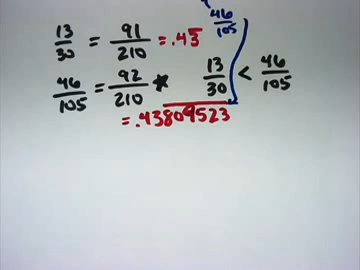 46/105
13/30 = 91/210 = .43̅
46/105 = 92/210 * 13/30 < 46/105
= .43809523